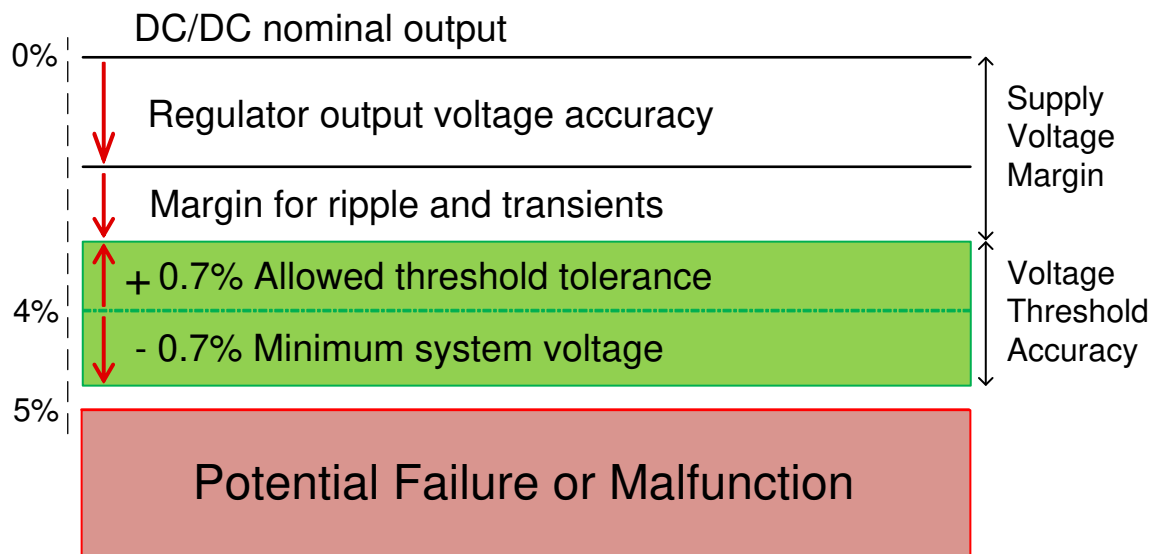 DC/DC nominal output
0%
Regulator output voltage accuracy
Supply
Voltage
Margin
Margin for ripple and transients
+ 0.7% Allowed threshold tolerance
4%
- 0.7% Minimum system voltage
Voltage
Threshold
Accuracy
5%
Potential Failure or Malfunction